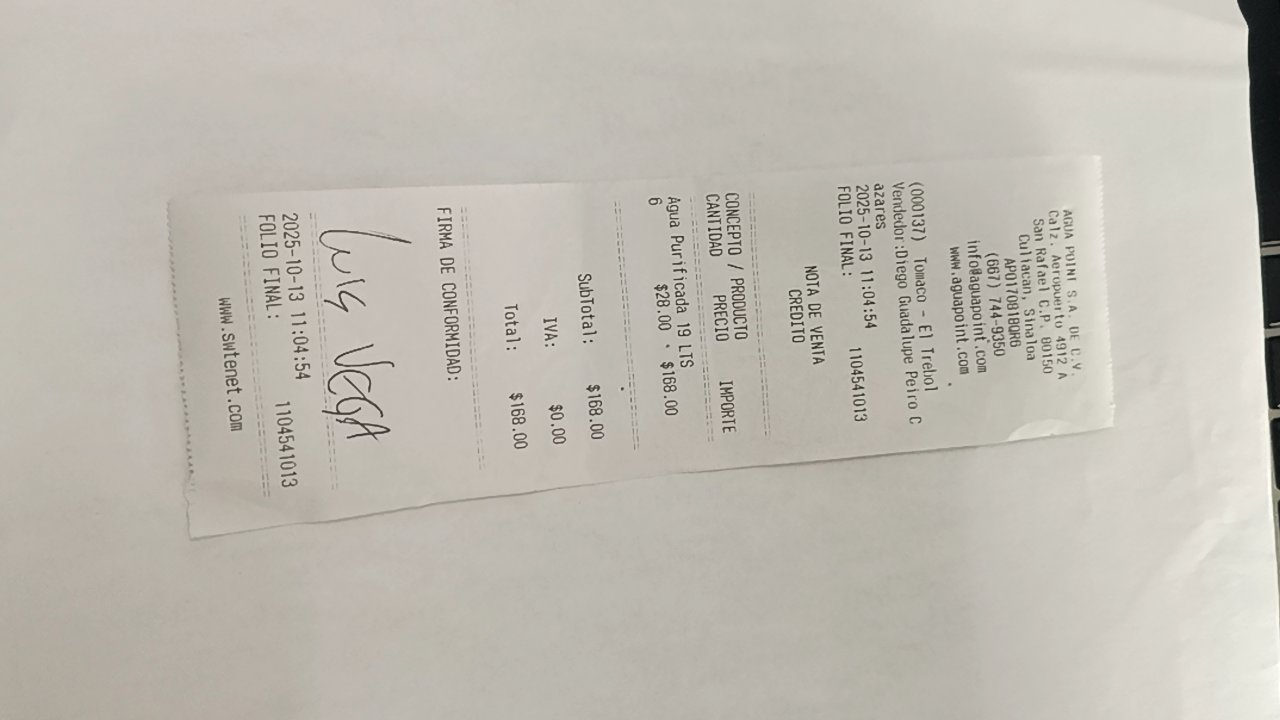 AGUA POINT S.A. DE C.V.
Calz. Aeropuerto 4912 A
San Rafael C.P. 80150
Culiacan, Sinaloa
APO170818QR6
(667) 744-9350
info@aguapoint.com
www.aguapoint.com
(000137) Tomaco - El Trebol
Vendedor:Diego Guadalupe Peiro C
azares
2025-10-13 11:04:54
FOLIO FINAL: 1104541013
NOTA DE VENTA
CREDITO
CONCEPTO / PRODUCTO
CANTIDAD PRECIO IMPORTE
Agua Purificada 19 LTS
6 $28.00 $168.00
SubTotal: $168.00
IVA: $0.00
Total: $168.00
FIRMA DE CONFORMIDAD:
Luis VEGA
2025-10-13 11:04:54
FOLIO FINAL: 1104541013
www.swtenet.com